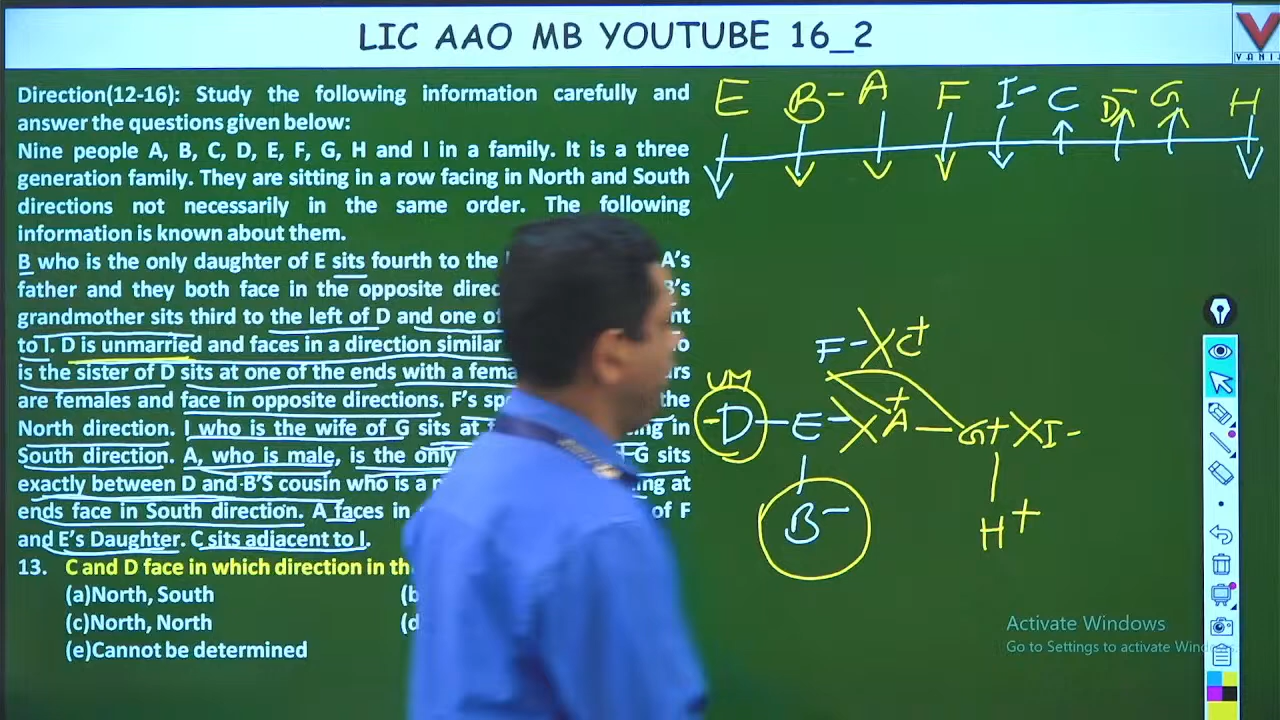 LIC AAO MB YOUTUBE 16_2
VANI
Direction(12-16): Study the following information carefully and
answer the questions given below:
Nine people A, B, C, D, E, F, G, H and I in a family. It is a three
generation family. They are sitting in a row facing in North and South
directions not necessarily in the same order. The following
information is known about them.
B who is the only daughter of E sits fourth to the A's
father and they both face in the opposite B's
grandmother sits third to the left of D and one
to I. D is unmarried and faces in a direction similar
is the sister of D sits at one of the ends with a
are females and face in opposite directions. F's the
North direction. I who is the wife of G sits in
South direction. A, who is male, is the only G sits
exactly between D and B'S cousin who is a at
ends face in South direction. A faces in of F
and E's Daughter. C sits adjacent to I.
13. C and D face in which direction in
(a)North, South
(c)North, North
(e)Cannot be determined
E B- A F I- C D- G H
F - X C+
UM
-D - E - X A+ - G+ X I-
B-
H+
Activate Windows
Go to Settings to activate Windows.